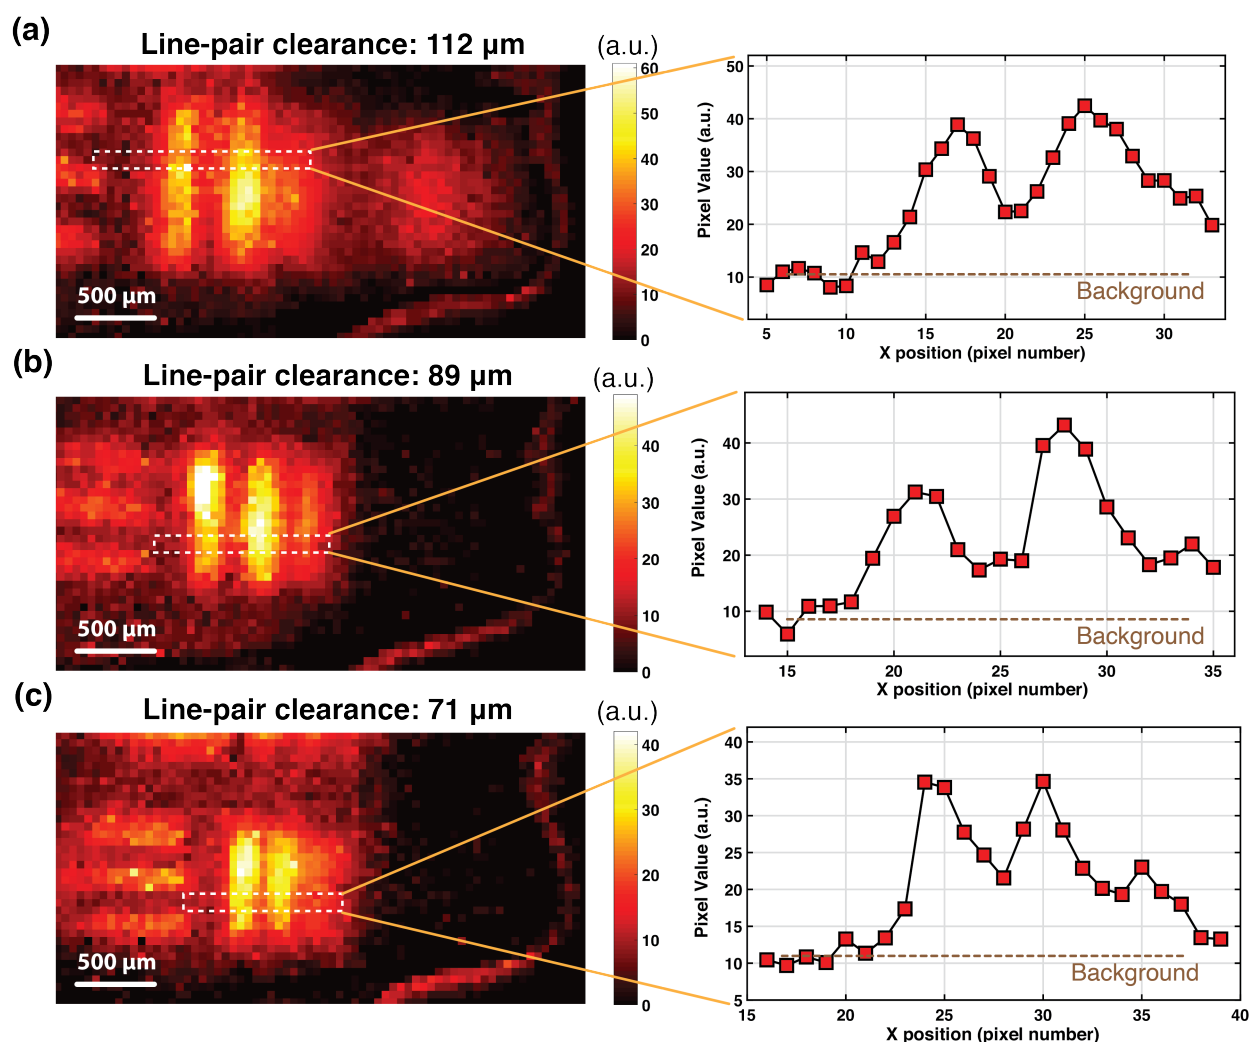 (a)
Line-pair clearance: 112 µm
(a.u.)
60
50
40
30
20
10
0
500 µm
50
40
30
20
10
Pixel Value (a.u.)
Background
5 10 15 20 25 30
X position (pixel number)
(b)
Line-pair clearance: 89 µm
(a.u.)
40
30
20
10
0
500 µm
40
30
20
10
Pixel Value (a.u.)
Background
15 20 25 30 35
X position (pixel number)
(c)
Line-pair clearance: 71 µm
(a.u.)
40
30
20
10
0
500 µm
40
35
30
25
20
15
10
5
Pixel Value (a.u.)
Background
15 20 25 30 35 40
X position (pixel number)